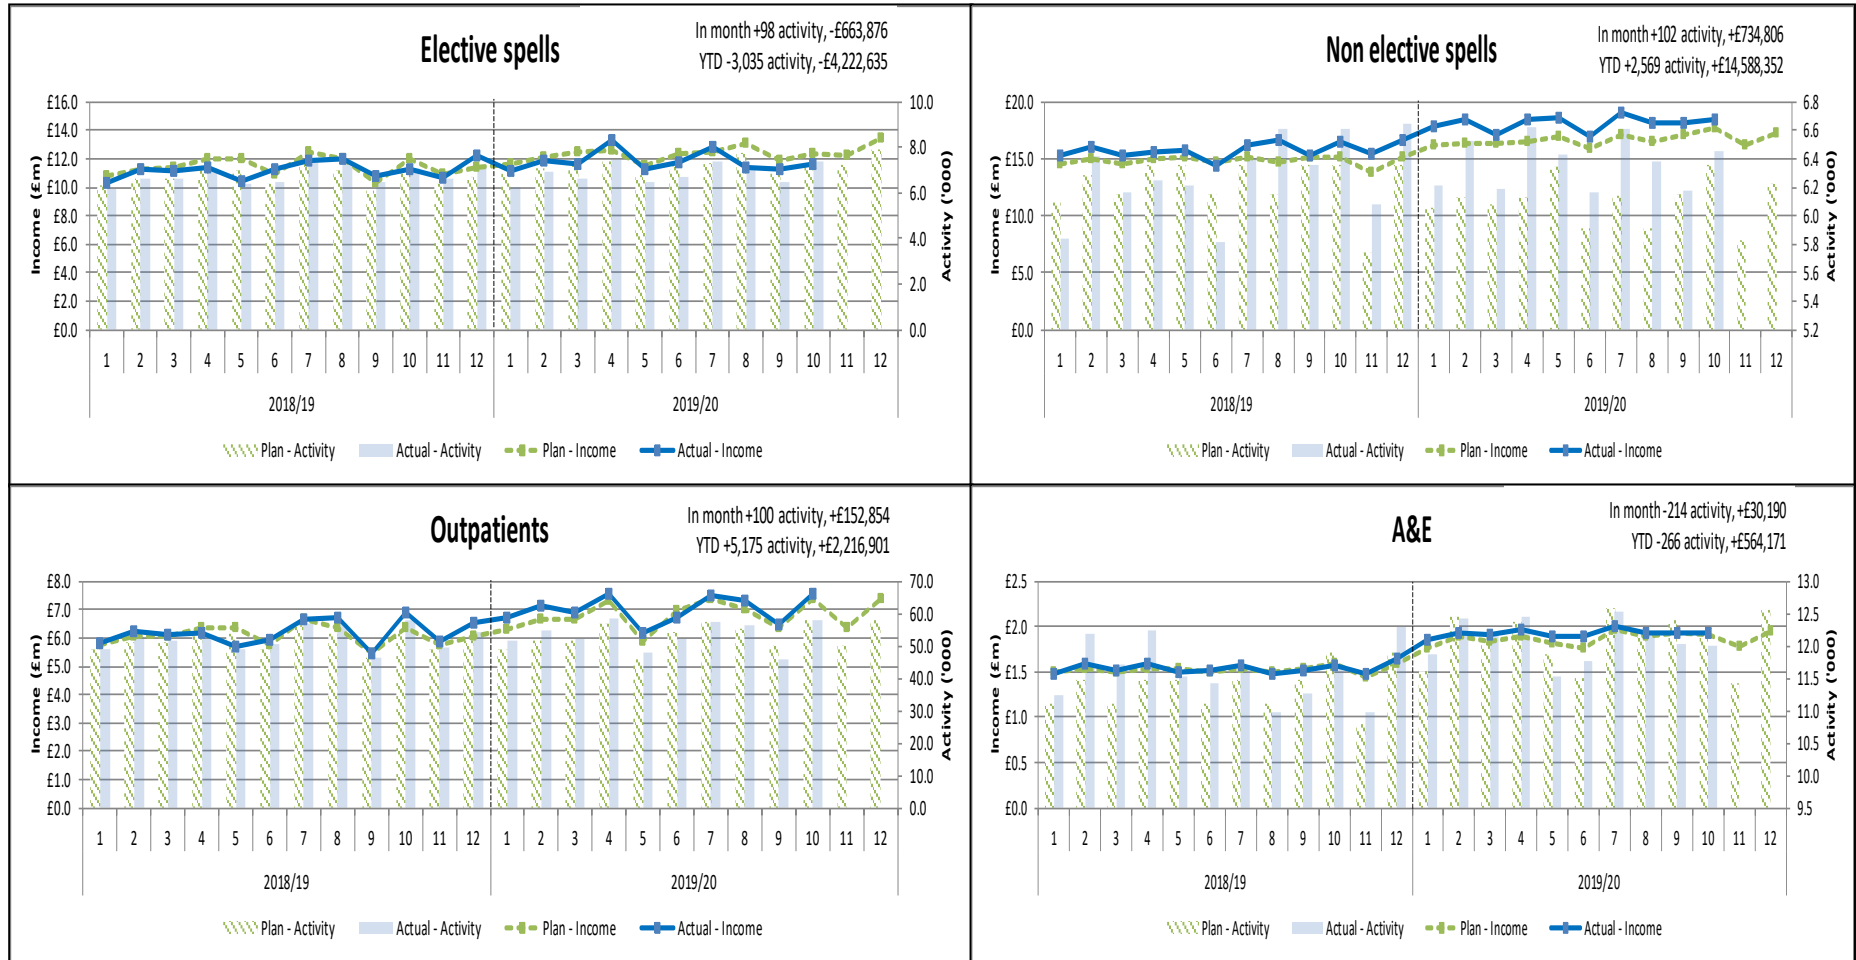 Elective spells
In month +98 activity, -£663,876
YTD -3,035 activity, -£4,222,635
£16.0
£14.0
£12.0
£10.0
£8.0
£6.0
£4.0
£2.0
£0.0
Income (£m)
10.0
8.0
6.0
4.0
2.0
0.0
Activity ('000)
1 2 3 4 5 6 7 8 9 10 11 12 1 2 3 4 5 6 7 8 9 10 11 12
2018/19 2019/20
Plan - Activity Actual - Activity Plan - Income Actual - Income
Non elective spells
In month +102 activity, +£734,806
YTD +2,569 activity, +£14,588,352
£20.0
£15.0
£10.0
£5.0
£0.0
Income (£m)
6.8
6.6
6.4
6.2
6.0
5.8
5.6
5.4
5.2
Activity ('000)
1 2 3 4 5 6 7 8 9 10 11 12 1 2 3 4 5 6 7 8 9 10 11 12
2018/19 2019/20
Plan - Activity Actual - Activity Plan - Income Actual - Income
Outpatients
In month +100 activity, +£152,854
YTD +5,175 activity, +£2,216,901
£8.0
£7.0
£6.0
£5.0
£4.0
£3.0
£2.0
£1.0
£0.0
Income (£m)
70.0
60.0
50.0
40.0
30.0
20.0
10.0
0.0
Activity ('000)
1 2 3 4 5 6 7 8 9 10 11 12 1 2 3 4 5 6 7 8 9 10 11 12
2018/19 2019/20
Plan - Activity Actual - Activity Plan - Income Actual - Income
A&E
In month -214 activity, +£30,190
YTD -266 activity, +£564,171
£2.5
£2.0
£1.5
£1.0
£0.5
£0.0
Income (£m)
13.0
12.5
12.0
11.5
11.0
10.5
10.0
9.5
Activity ('000)
1 2 3 4 5 6 7 8 9 10 11 12 1 2 3 4 5 6 7 8 9 10 11 12
2018/19 2019/20
Plan - Activity Actual - Activity Plan - Income Actual - Income